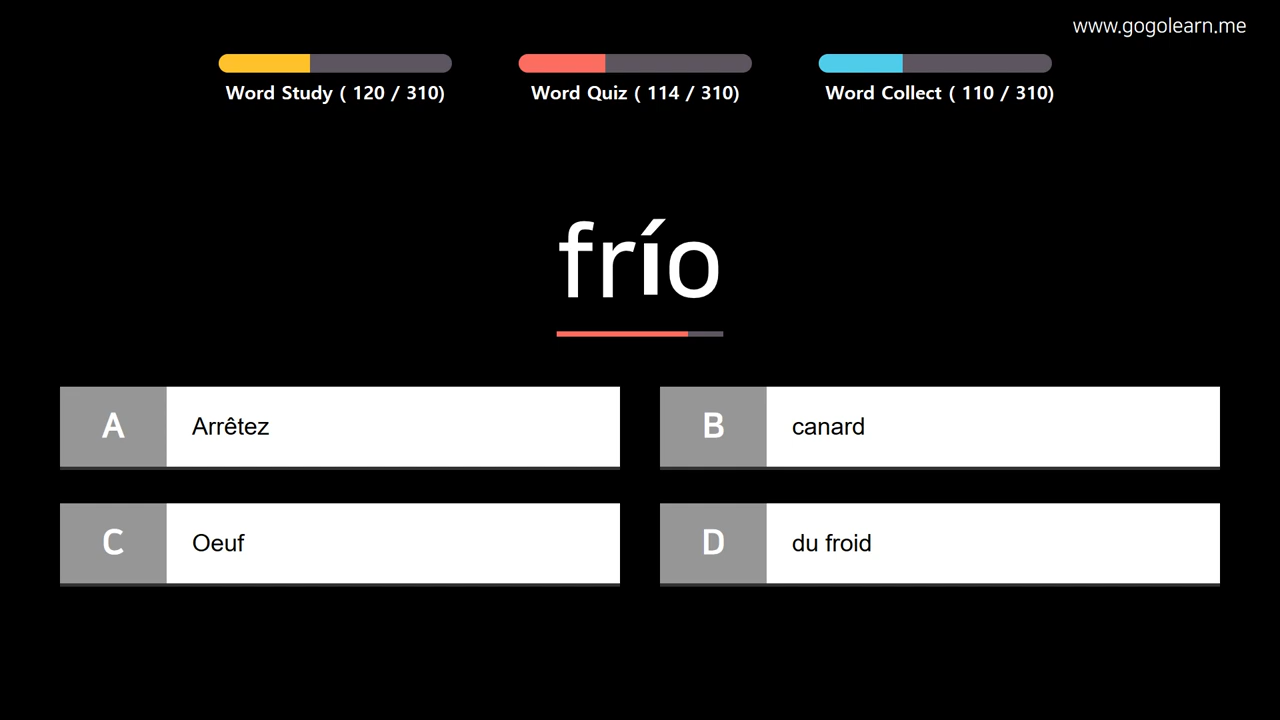 www.gogolearn.me
Word Study ( 120 / 310)
Word Quiz ( 114 / 310)
Word Collect ( 110 / 310)
frío
A
Arrêtez
B
canard
C
Oeuf
D
du froid